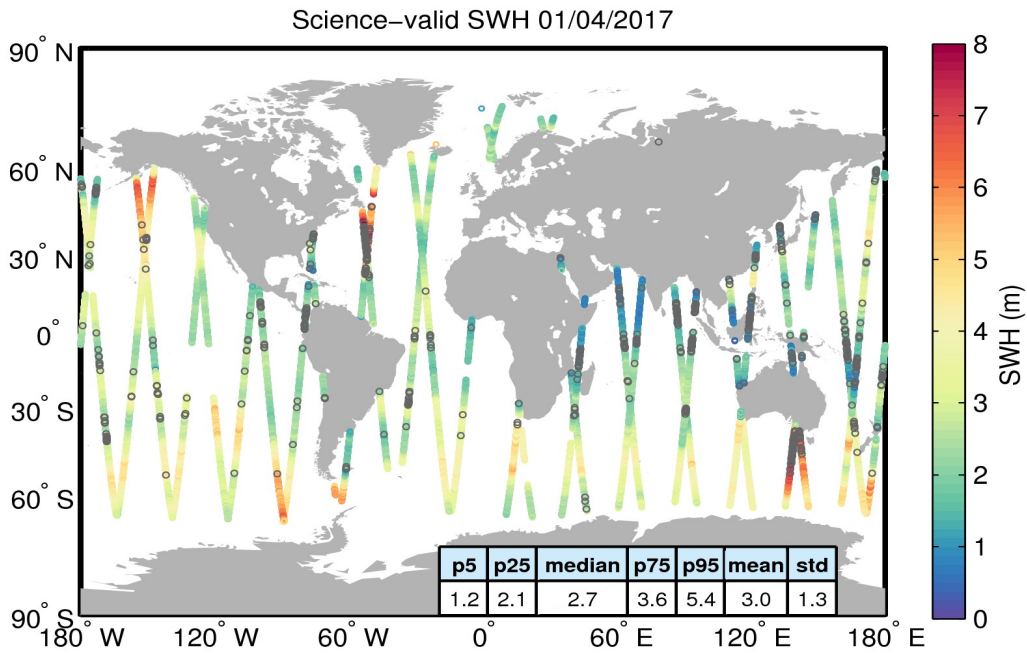 Science–valid SWH 01/04/2017
90° N
60° N
30° N
0°
30° S
60° S
90° S
180° W
120° W
60° W
0°
60° E
120° E
180° E
8
7
6
5
4
3
2
1
0
SWH (m)
p5 p25 median p75 p95 mean std
1.2 2.1 2.7 3.6 5.4 3.0 1.3